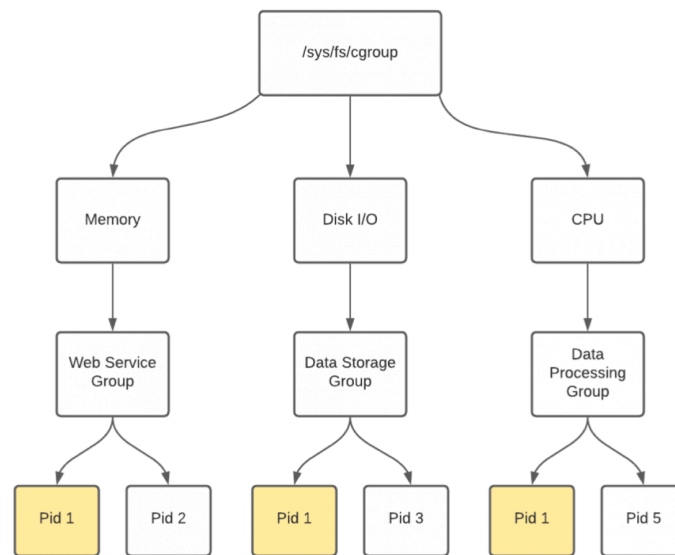 /sys/fs/cgroup
Memory
Disk I/O
CPU
Web Service
Group
Data Storage
Group
Data
Processing
Group
Pid 1
Pid 2
Pid 1
Pid 3
Pid 1
Pid 5